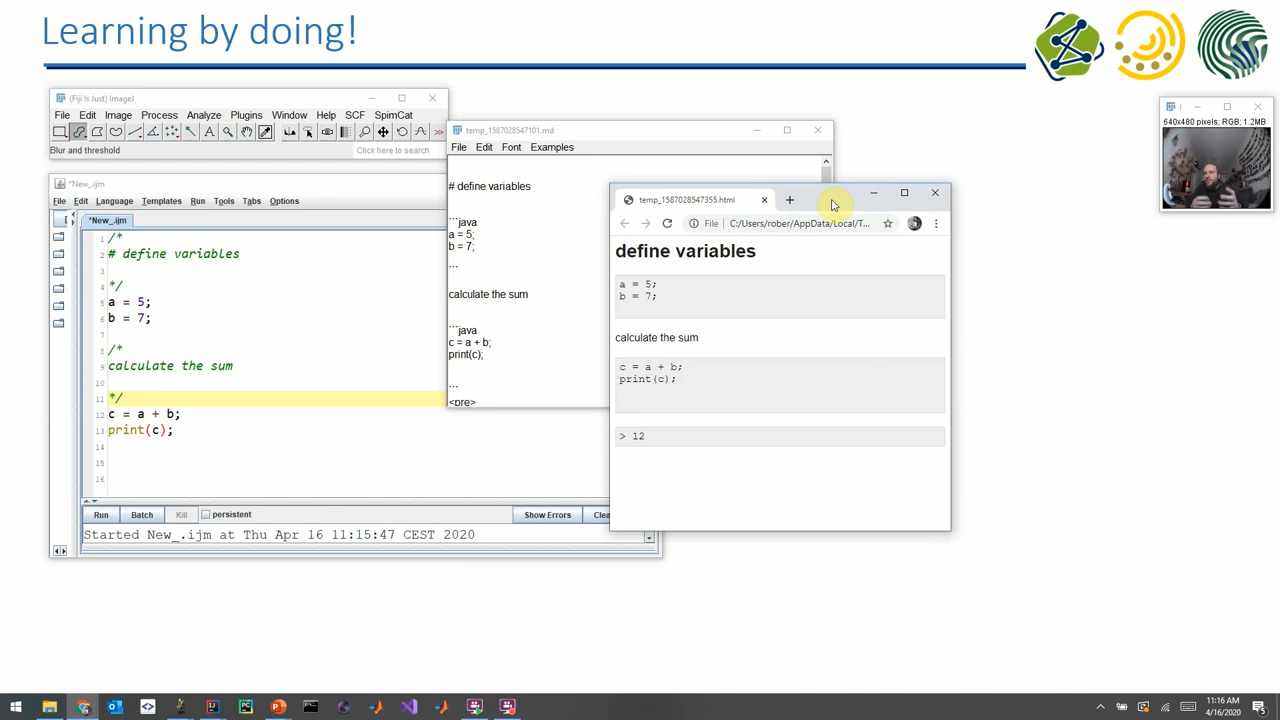 Learning by doing!
(Fiji Is Just) ImageJ
File Edit Image Process Analyze Plugins Window Help SCF SpimCat
Blur and threshold
Click here to search
*New_.ijm
File Edit Language Templates Run Tools Options
*New_.ijm
1 /*
2 # define variables
3
4 */
5 a = 5;
6 b = 7;
7
8 /*
9 calculate the sum
10
11 */
12 c = a + b;
13 print(c);
14
15
16
Run Batch Kill persistent Show Errors Clea
Started New_.ijm at Thu Apr 16 11:15:47 CEST 2020
temp_1587028547101.md
File Edit Font Examples
# define variables
```java
a = 5;
b = 7;
```
calculate the sum
```java
c = a + b;
print(c);
```
<pre>
temp_1587028547355.html
File C:/Users/rober/AppData/Local/T...
define variables
a = 5;
b = 7;
calculate the sum
c = a + b;
print(c);
> 12
640x480 pixels; RGB; 1.2MB
11:16 AM
4/16/2020